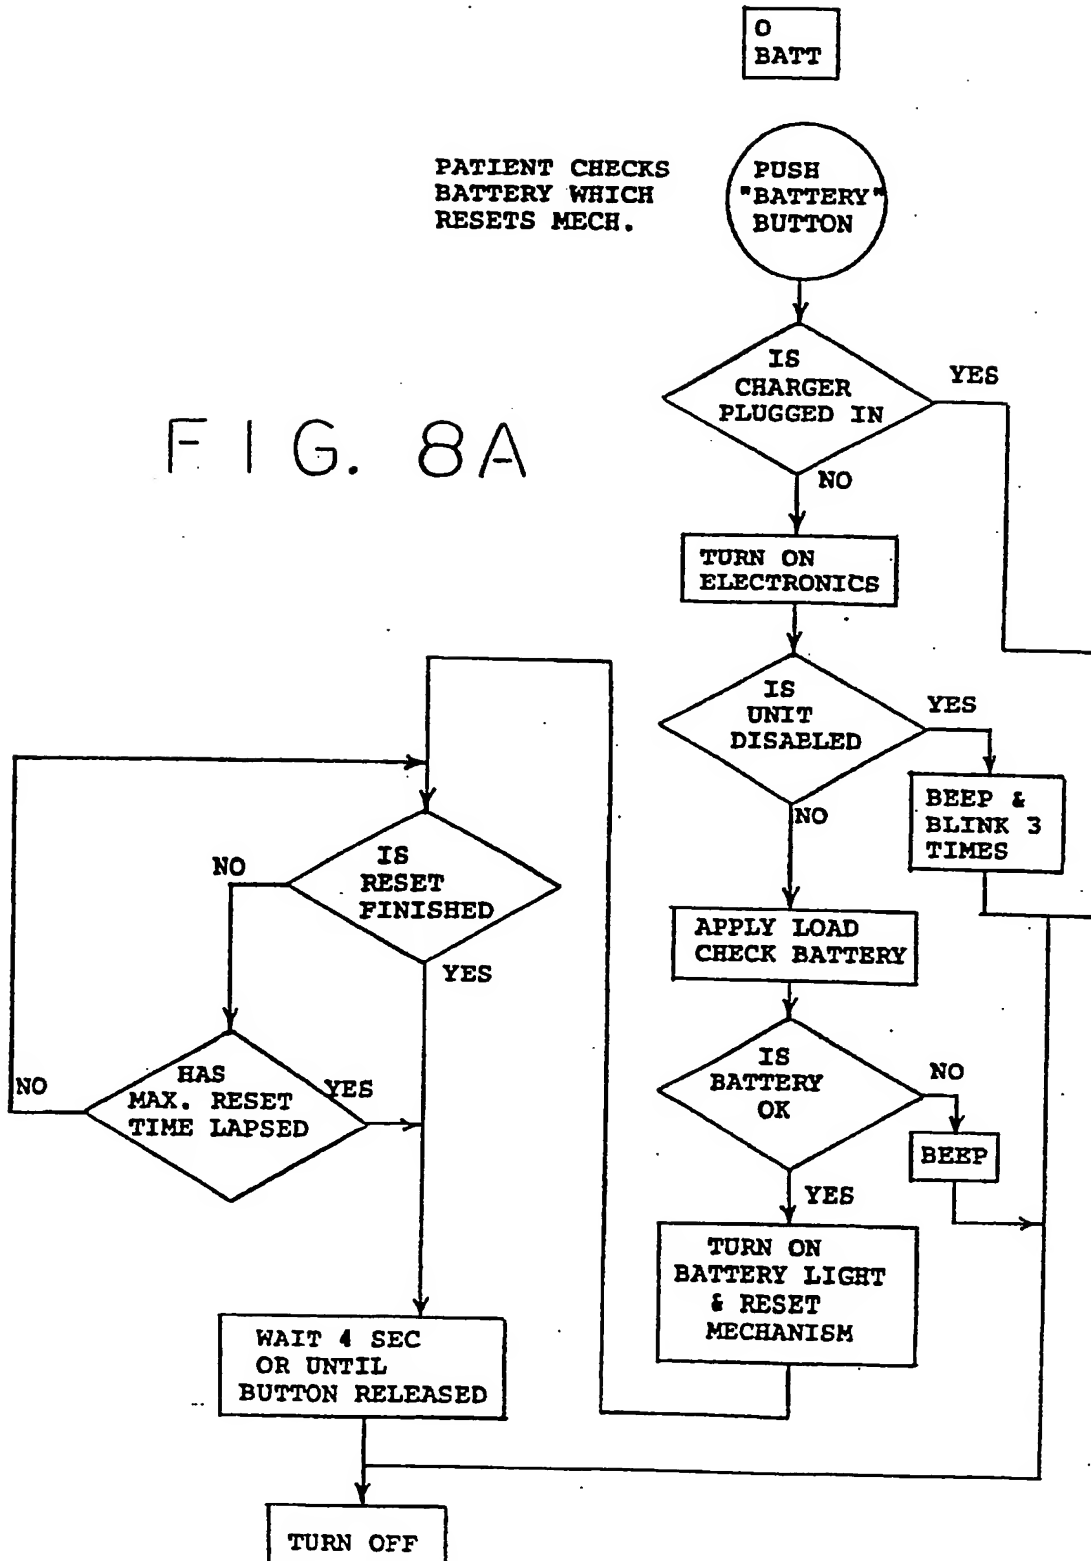 O
BATT
PATIENT CHECKS
BATTERY WHICH
RESETS MECH.
PUSH
"BATTERY"
BUTTON
IS
CHARGER
PLUGGED IN
YES
NO
FIG. 8A
TURN ON
ELECTRONICS
IS
UNIT
DISABLED
YES
NO
BEEP &
BLINK 3
TIMES
APPLY LOAD
CHECK BATTERY
IS
BATTERY
OK
NO
YES
BEEP
TURN ON
BATTERY LIGHT
& RESET
MECHANISM
IS
RESET
FINISHED
NO
YES
HAS
MAX. RESET
TIME LAPSED
NO
YES
WAIT 4 SEC
OR UNTIL
BUTTON RELEASED
TURN OFF